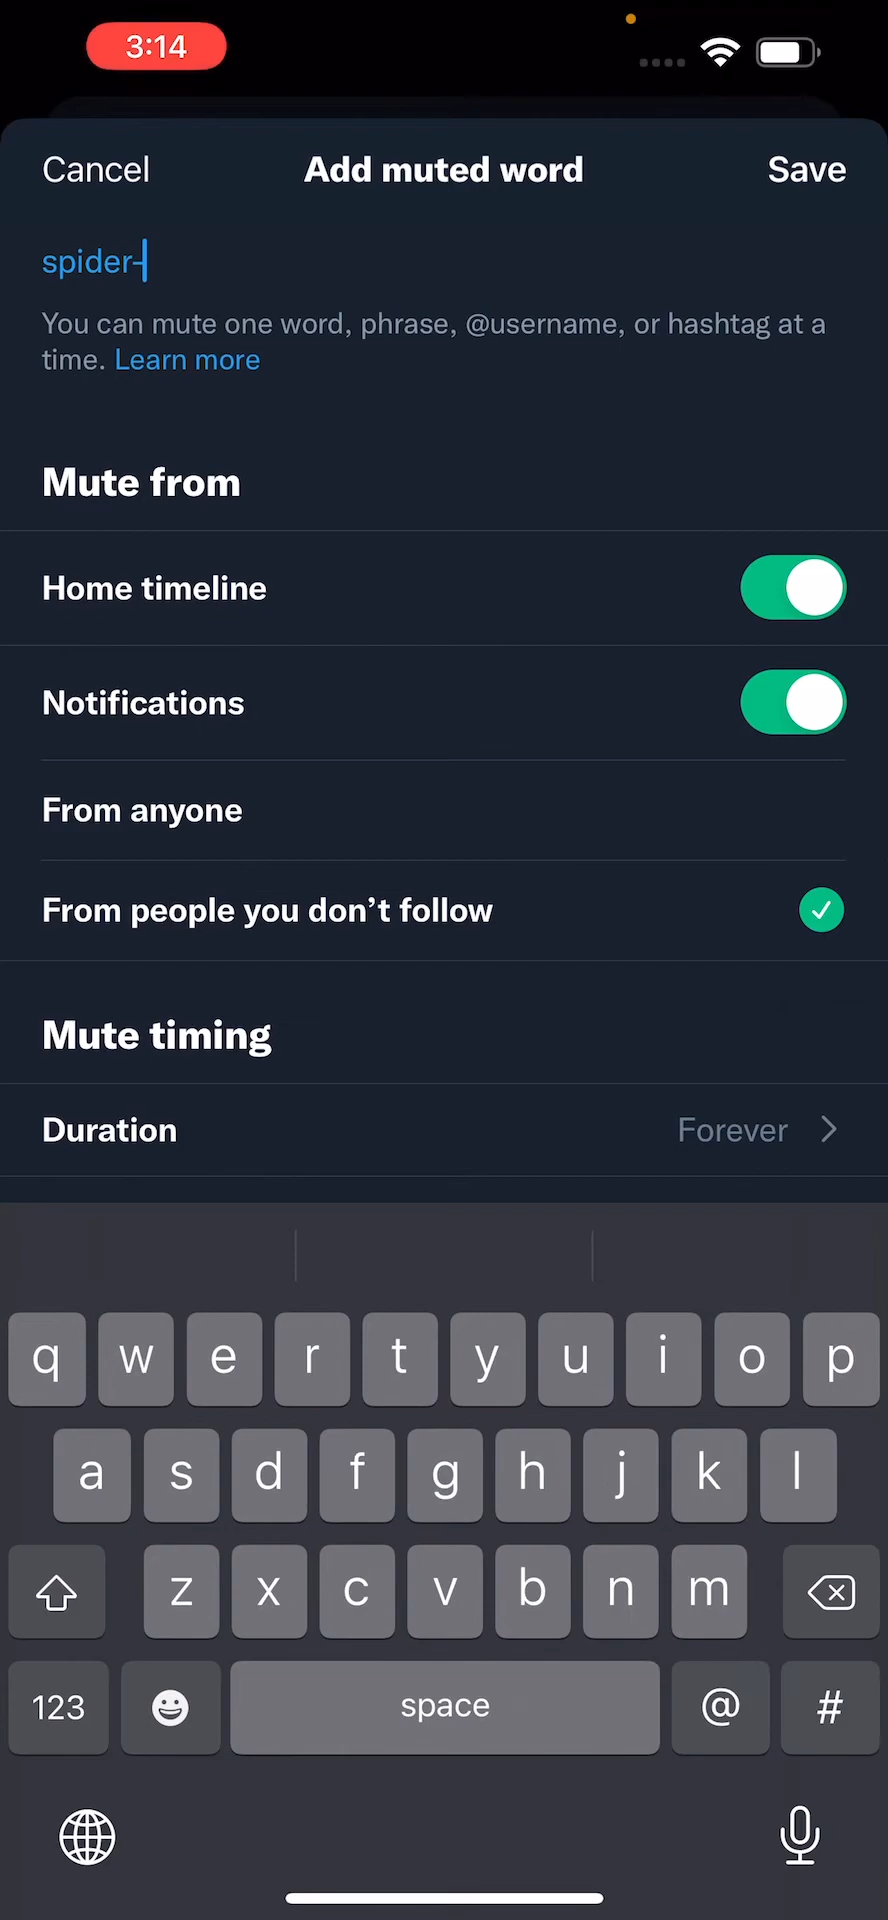 3:14
Cancel
Add muted word
Save
spider-
You can mute one word, phrase, @username, or hashtag at a
time. Learn more
Mute from
Home timeline
Notifications
From anyone
From people you don’t follow
Mute timing
Duration
Forever
q w e r t y u i o p
a s d f g h j k l
z x c v b n m
123 space @ #